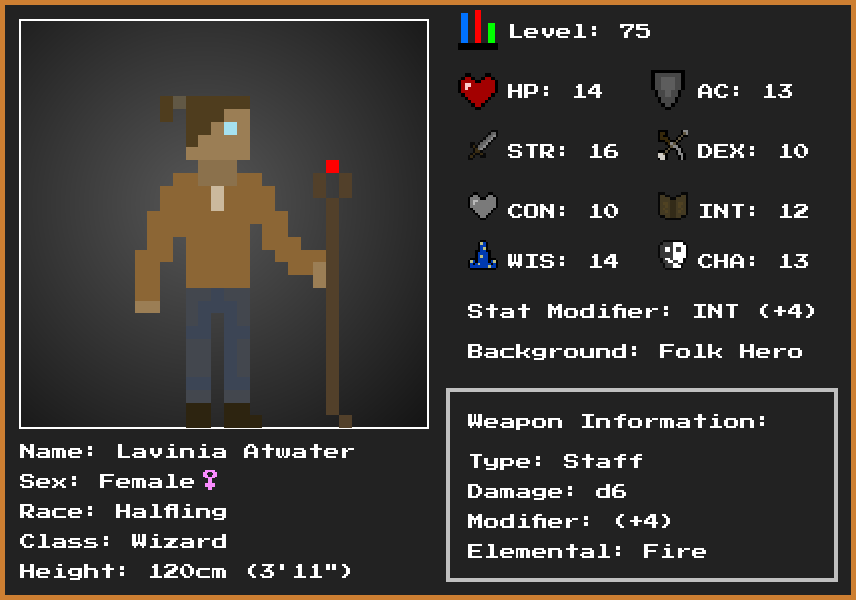 Level: 75
HP: 14 AC: 13
STR: 16 DEX: 10
CON: 10 INT: 12
WIS: 14 CHA: 13
Stat Modifier: INT (+4)
Background: Folk Hero
Weapon Information:
Type: Staff
Damage: d6
Modifier: (+4)
Elemental: Fire
Name: Lavinia Atwater
Sex: Female♀
Race: Halfling
Class: Wizard
Height: 120cm (3'11")